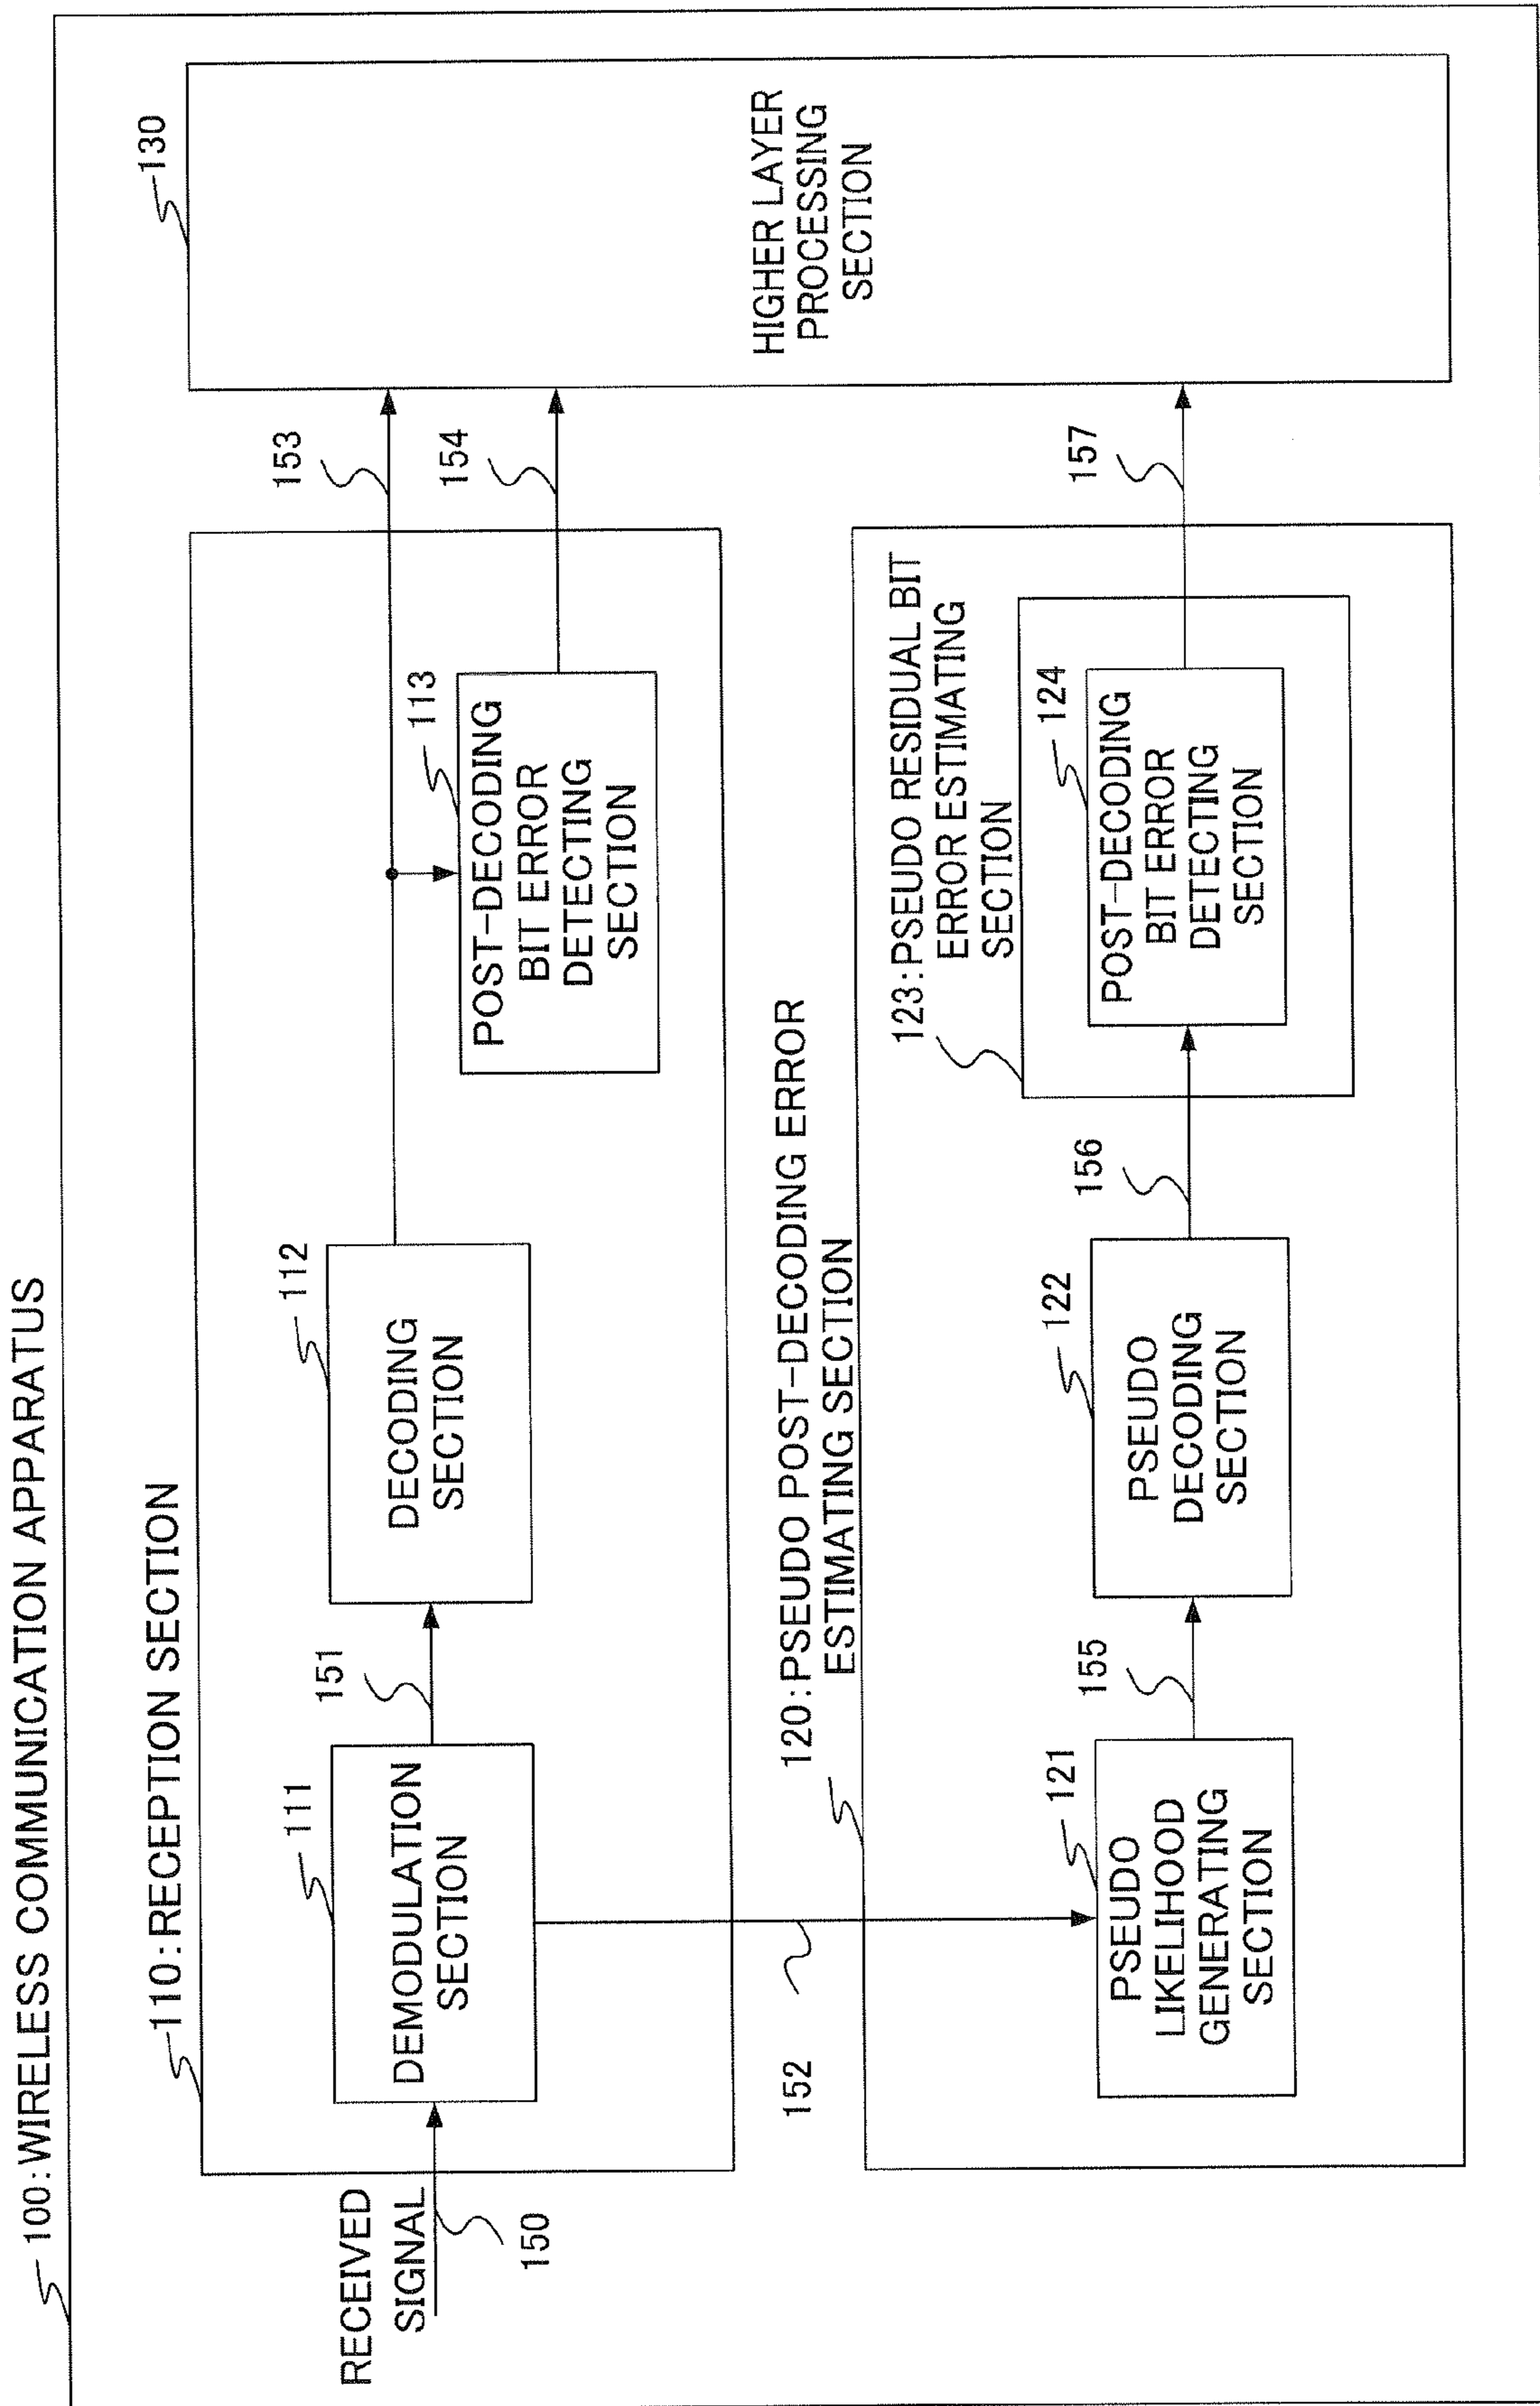 100:WIRELESS COMMUNICATION APPARATUS
110:RECEPTION SECTION
130
RECEIVED
SIGNAL
150
111
DEMODULATION
SECTION
151
112
DECODING
SECTION
113
POST-DECODING
BIT ERROR
DETECTING
SECTION
153
154
HIGHER LAYER
PROCESSING
SECTION
152
120:PSEUDO POST-DECODING ERROR
ESTIMATING SECTION
121
PSEUDO
LIKELIHOOD
GENERATING
SECTION
155
122
PSEUDO
DECODING
SECTION
156
123:PSEUDO RESIDUAL BIT
ERROR ESTIMATING
SECTION
124
POST-DECODING
BIT ERROR
DETECTING
SECTION
157